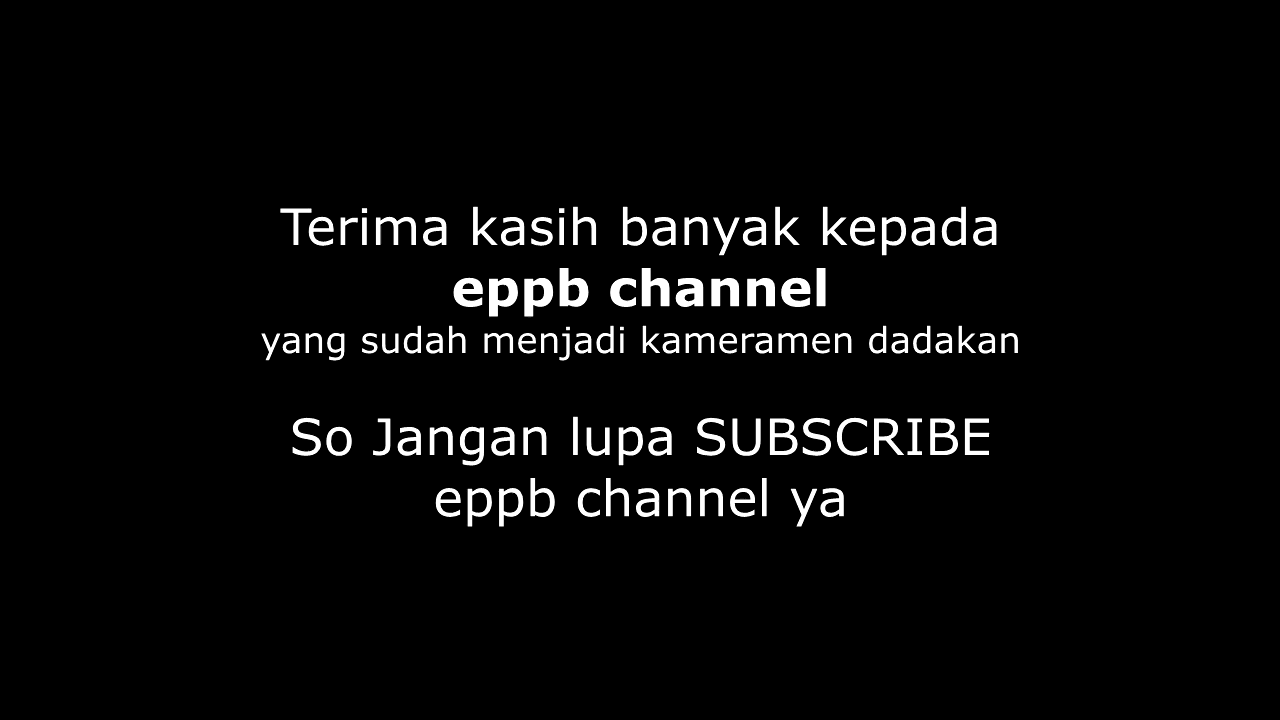 Terima kasih banyak kepada
eppb channel
yang sudah menjadi kameramen dadakan
So Jangan lupa SUBSCRIBE
eppb channel ya